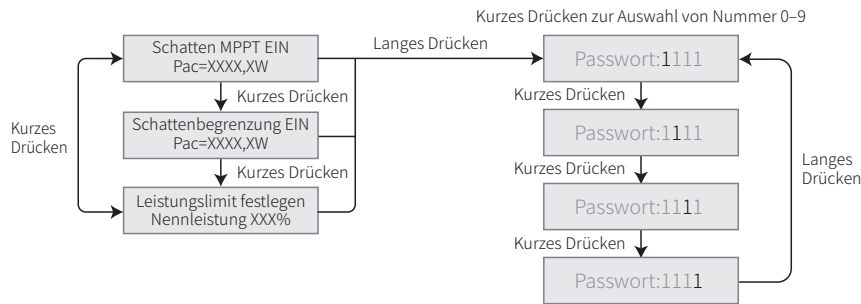 Kurzes Drücken zur Auswahl von Nummer 0–9
Schatten MPPT EIN
Pac=XXXX,XW
Langes Drücken
Passwort:1111
Kurzes Drücken
Kurzes Drücken
Kurzes
Drücken
Schattenbegrenzung EIN
Pac=XXXX,XW
Passwort:1111
Kurzes Drücken
Kurzes Drücken
Langes
Drücken
Leistungslimit festlegen
Nennleistung XXX%
Passwort:1111
Kurzes Drücken
Passwort:1111